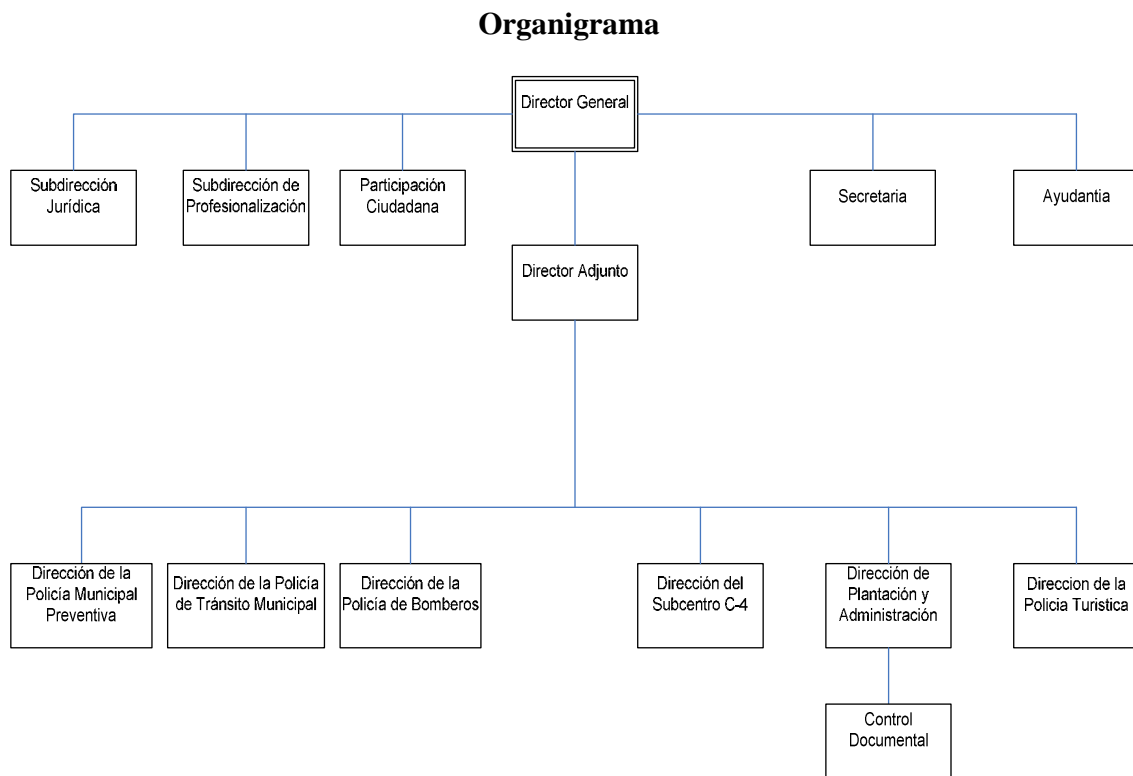 Organigrama
Director General
Subdirección
Jurídica
Subdirección de
Profesionalización
Participación
Ciudadana
Secretaria
Ayudantia
Director Adjunto
Dirección de la
Policía Municipal
Preventiva
Dirección de la Policía
de Tránsito Municipal
Dirección de la
Policía de Bomberos
Dirección del
Subcentro C-4
Dirección de
Plantación y
Administración
Direccion de la
Policia Turistica
Control
Documental